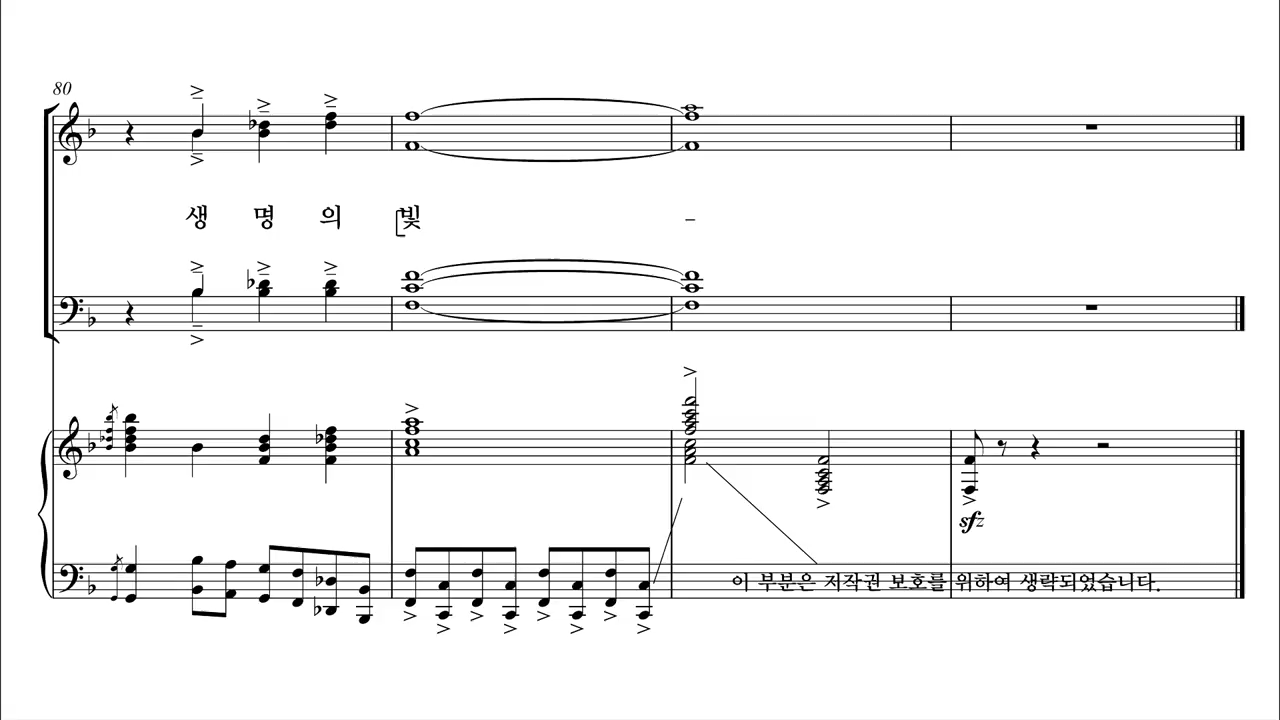 80
생 명 의 빛 -
sfz
이 부분은 저작권 보호를 위하여 생략되었습니다.